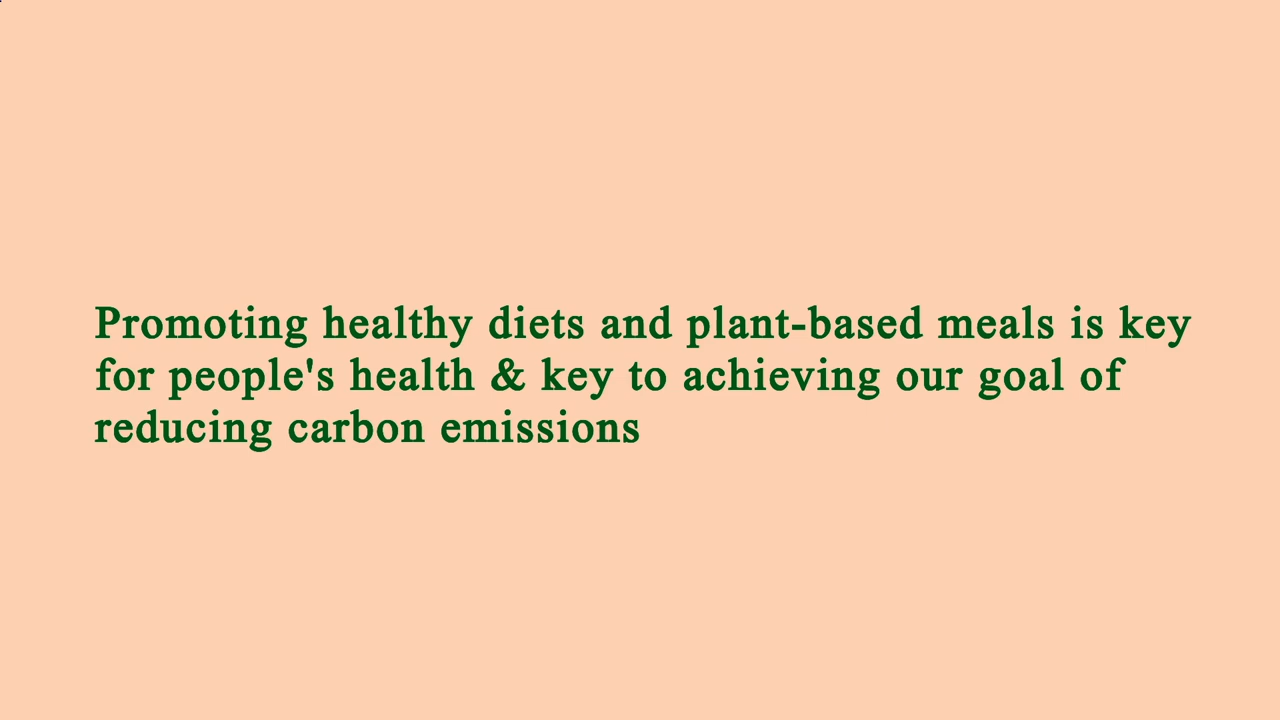 Promoting healthy diets and plant-based meals is key
for people's health & key to achieving our goal of
reducing carbon emissions